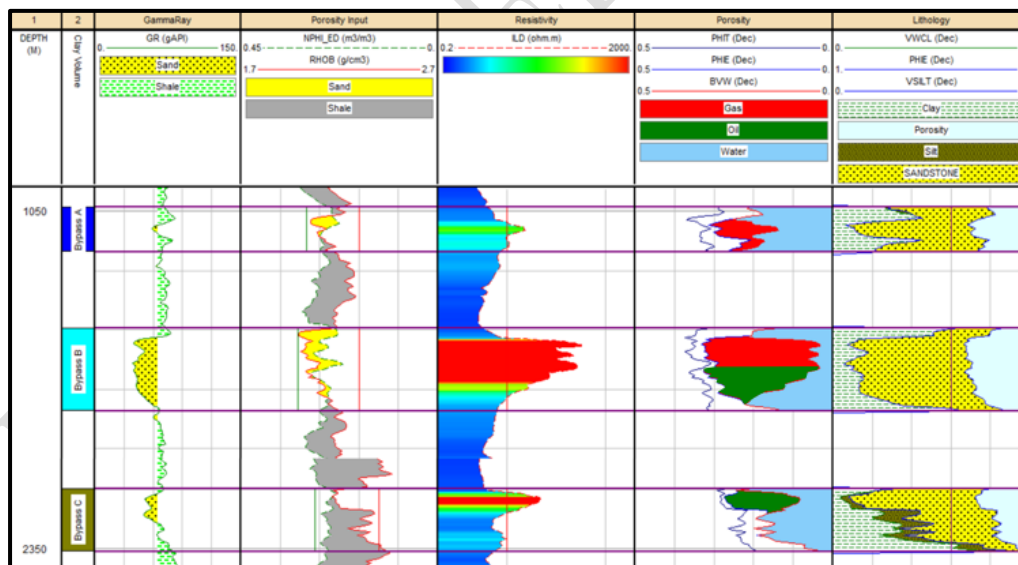 1
2
GammaRay
Porosity Input
Resistivity
Porosity
Lithology
DEPTH
(M)
Clay Volume
GR (gAPI)
0. 150.
Sand
Shale
NPHI_ED (m3/m3)
0.45 0.
RHOB (g/cm3)
1.7 2.7
Sand
Shale
ILD (ohm.m)
0.2 2000.
PHIT (Dec)
0.5 0.
PHIE (Dec)
0.5 0.
BVW (Dec)
0.5 0.
Gas
Oil
Water
VWCL (Dec)
0.
PHIE (Dec)
1.
VSILT (Dec)
0.
Clay
Porosity
Silt
SANDSTONE
1050
Bypass A
Bypass B
Bypass C
2350